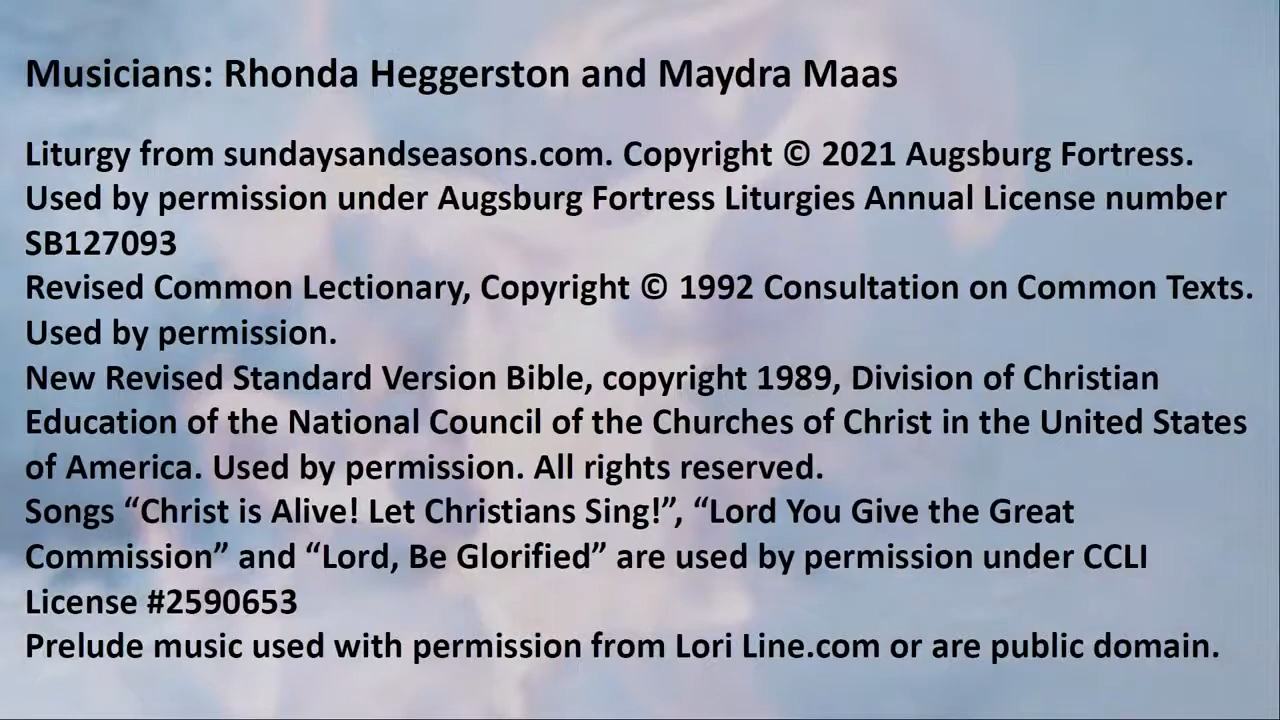 Musicians: Rhonda Heggerston and Maydra Maas
Liturgy from sundaysandseasons.com. Copyright © 2021 Augsburg Fortress.
Used by permission under Augsburg Fortress Liturgies Annual License number
SB127093
Revised Common Lectionary, Copyright © 1992 Consultation on Common Texts.
Used by permission.
New Revised Standard Version Bible, copyright 1989, Division of Christian
Education of the National Council of the Churches of Christ in the United States
of America. Used by permission. All rights reserved.
Songs “Christ is Alive! Let Christians Sing!”, “Lord You Give the Great
Commission” and “Lord, Be Glorified” are used by permission under CCLI
License #2590653
Prelude music used with permission from Lori Line.com or are public domain.